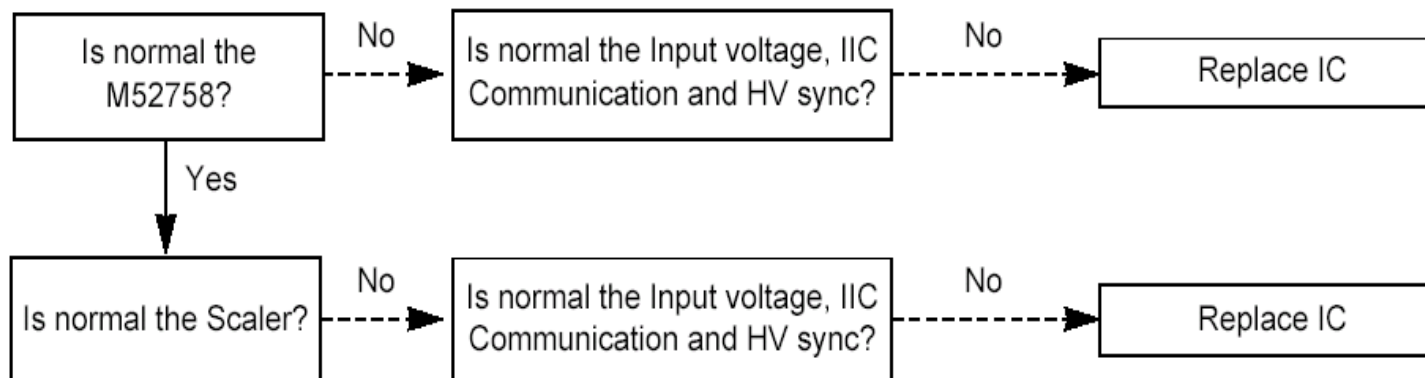 Is normal the
M52758?
No
Is normal the Input voltage, IIC
Communication and HV sync?
No
Replace IC
Yes
Is normal the Scaler?
No
Is normal the Input voltage, IIC
Communication and HV sync?
No
Replace IC